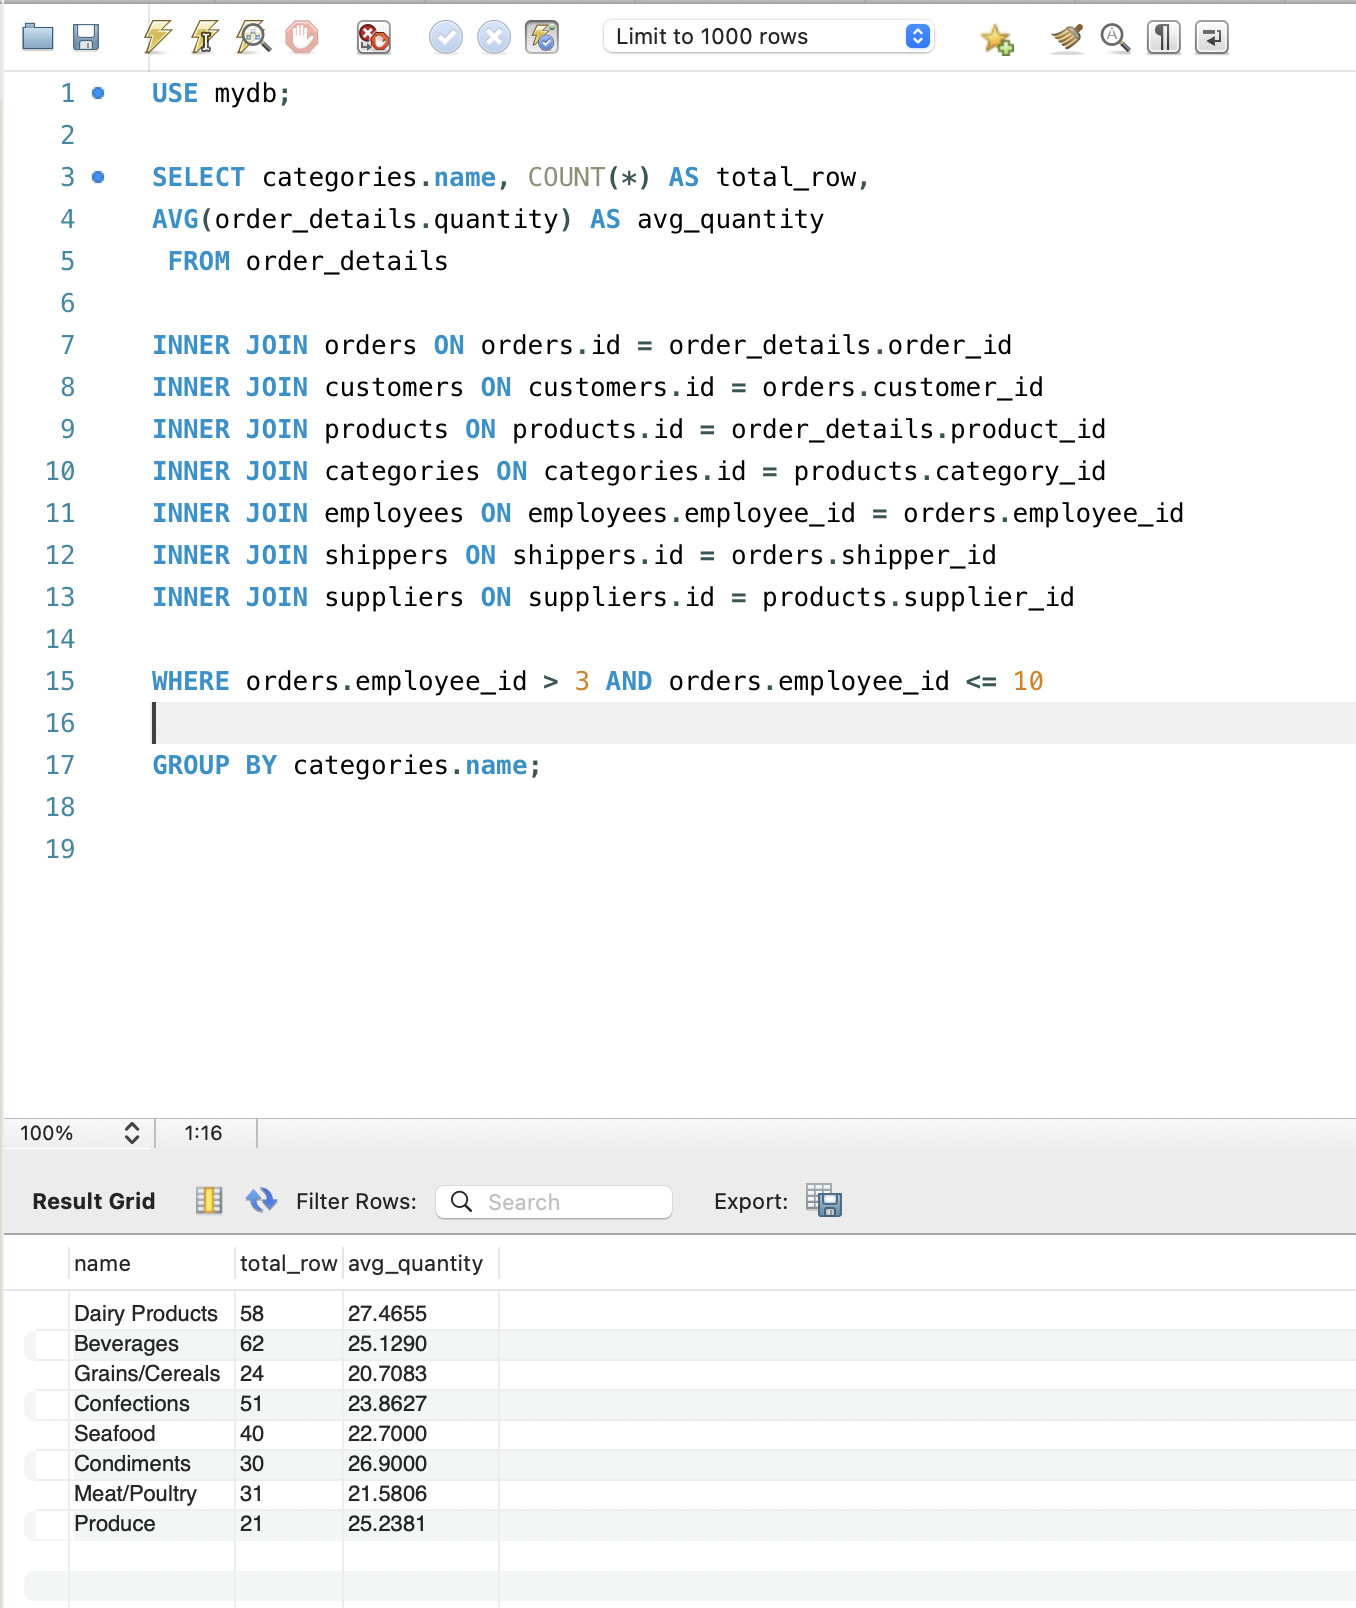 Limit to 1000 rows
1 USE mydb;
2
3 SELECT categories.name, COUNT(*) AS total_row,
4 AVG(order_details.quantity) AS avg_quantity
5 FROM order_details
6
7 INNER JOIN orders ON orders.id = order_details.order_id
8 INNER JOIN customers ON customers.id = orders.customer_id
9 INNER JOIN products ON products.id = order_details.product_id
10 INNER JOIN categories ON categories.id = products.category_id
11 INNER JOIN employees ON employees.employee_id = orders.employee_id
12 INNER JOIN shippers ON shippers.id = orders.shipper_id
13 INNER JOIN suppliers ON suppliers.id = products.supplier_id
14
15 WHERE orders.employee_id > 3 AND orders.employee_id <= 10
16
17 GROUP BY categories.name;
18
19
100% 1:16
Result Grid Filter Rows: Search Export:
name total_row avg_quantity
Dairy Products 58 27.4655
Beverages 62 25.1290
Grains/Cereals 24 20.7083
Confections 51 23.8627
Seafood 40 22.7000
Condiments 30 26.9000
Meat/Poultry 31 21.5806
Produce 21 25.2381